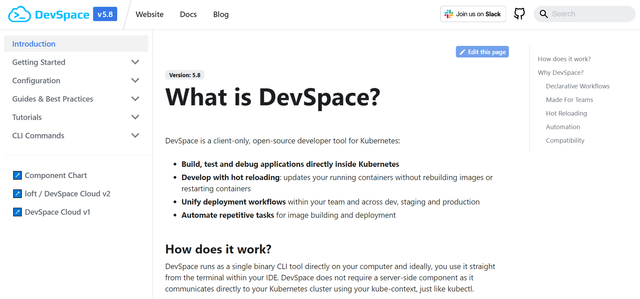 DevSpace v5.8 Website Docs Blog Join us on Slack Search
Introduction
Getting Started
Configuration
Guides & Best Practices
Tutorials
CLI Commands
Component Chart
loft / DevSpace Cloud v2
DevSpace Cloud v1
Edit this page
Version: 5.8
What is DevSpace?
DevSpace is a client-only, open-source developer tool for Kubernetes:
Build, test and debug applications directly inside Kubernetes
Develop with hot reloading: updates your running containers without rebuilding images or
restarting containers
Unify deployment workflows within your team and across dev, staging and production
Automate repetitive tasks for image building and deployment
How does it work?
DevSpace runs as a single binary CLI tool directly on your computer and ideally, you use it straight
from the terminal within your IDE. DevSpace does not require a server-side component as it
communicates directly to your Kubernetes cluster using your kube-context, just like kubectl.
How does it work?
Why DevSpace?
Declarative Workflows
Made For Teams
Hot Reloading
Automation
Compatibility